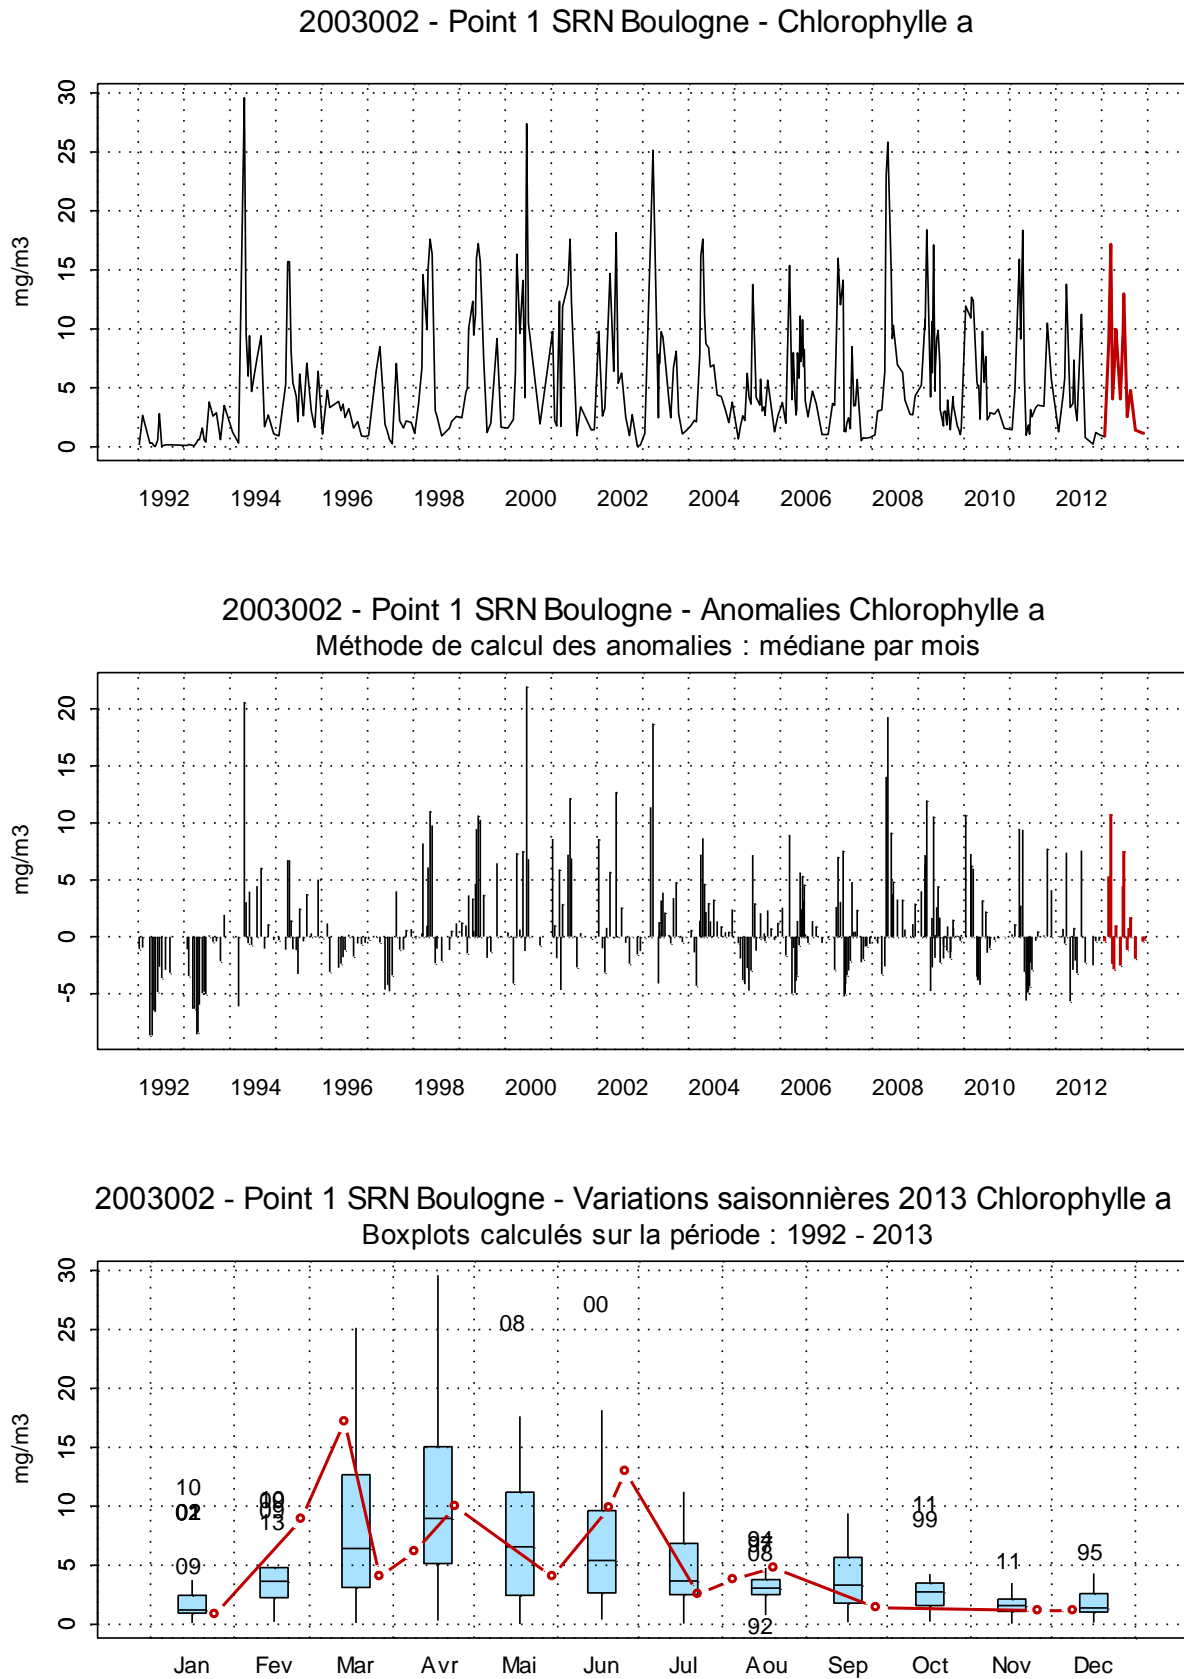 2003002 - Point 1 SRN Boulogne - Chlorophylle a
30
25
20
15
10
5
0
mg/m3
1992 1994 1996 1998 2000 2002 2004 2006 2008 2010 2012
2003002 - Point 1 SRN Boulogne - Anomalies Chlorophylle a
Méthode de calcul des anomalies : médiane par mois
20
15
10
5
0
-5
mg/m3
1992 1994 1996 1998 2000 2002 2004 2006 2008 2010 2012
2003002 - Point 1 SRN Boulogne - Variations saisonnières 2013 Chlorophylle a
Boxplots calculés sur la période : 1992 - 2013
30
25
20
15
10
5
0
mg/m3
10
09
13
08
00
94
08
92
11
99
11
95
Jan Fev Mar Avr Mai Jun Jul Aou Sep Oct Nov Dec